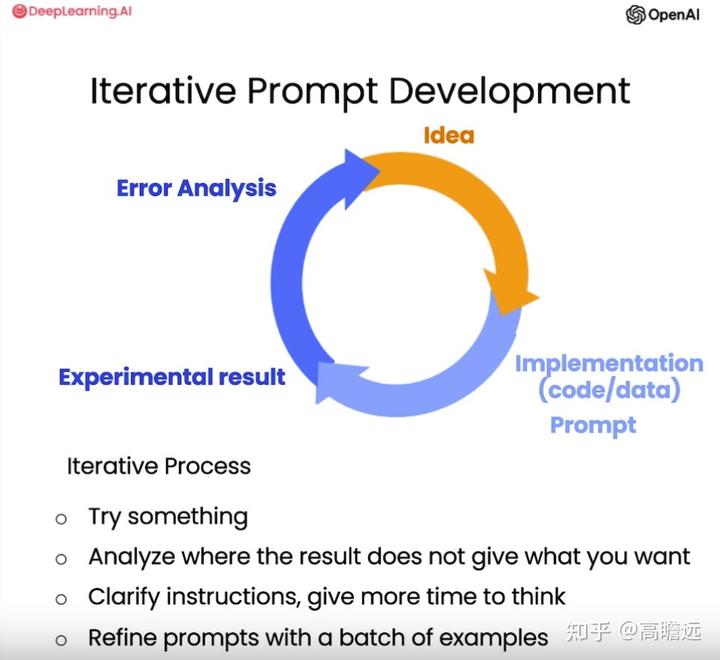 DeepLearning.AI
OpenAI
Iterative Prompt Development
Idea
Error Analysis
Experimental result
Implementation
(code/data)
Prompt
Iterative Process
Try something
Analyze where the result does not give what you want
Clarify instructions, give more time to think
Refine prompts with a batch of examples
知乎 @高瞻远